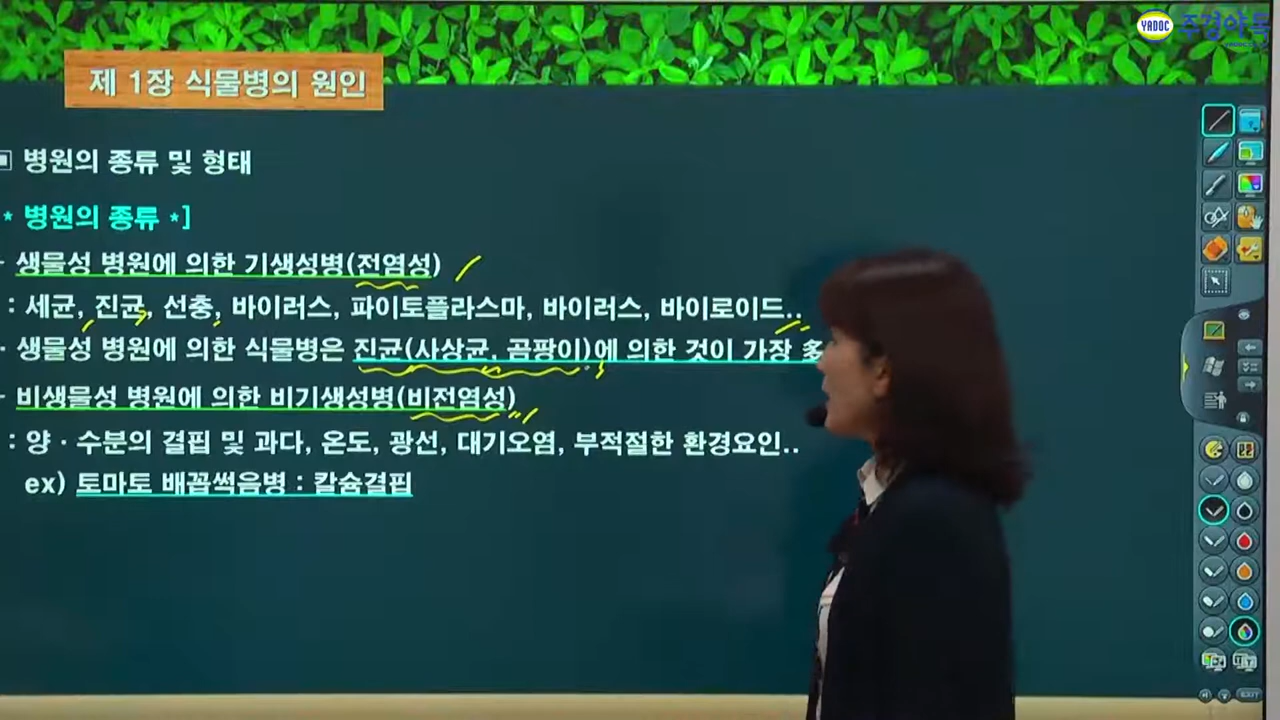 YADOC 주경야독
제 1장 식물병의 원인
▣ 병원의 종류 및 형태
* 병원의 종류 *]
- 생물성 병원에 의한 기생성병(전염성)
: 세균, 진균, 선충, 바이러스, 파이토플라스마, 바이러스, 바이로이드..
- 생물성 병원에 의한 식물병은 진균(사상균, 곰팡이)에 의한 것이 가장 多
- 비생물성 병원에 의한 비기생성병(비전염성)
: 양 · 수분의 결핍 및 과다, 온도, 광선, 대기오염, 부적절한 환경요인..
ex) 토마토 배꼽썩음병 : 칼슘결핍
EXIT